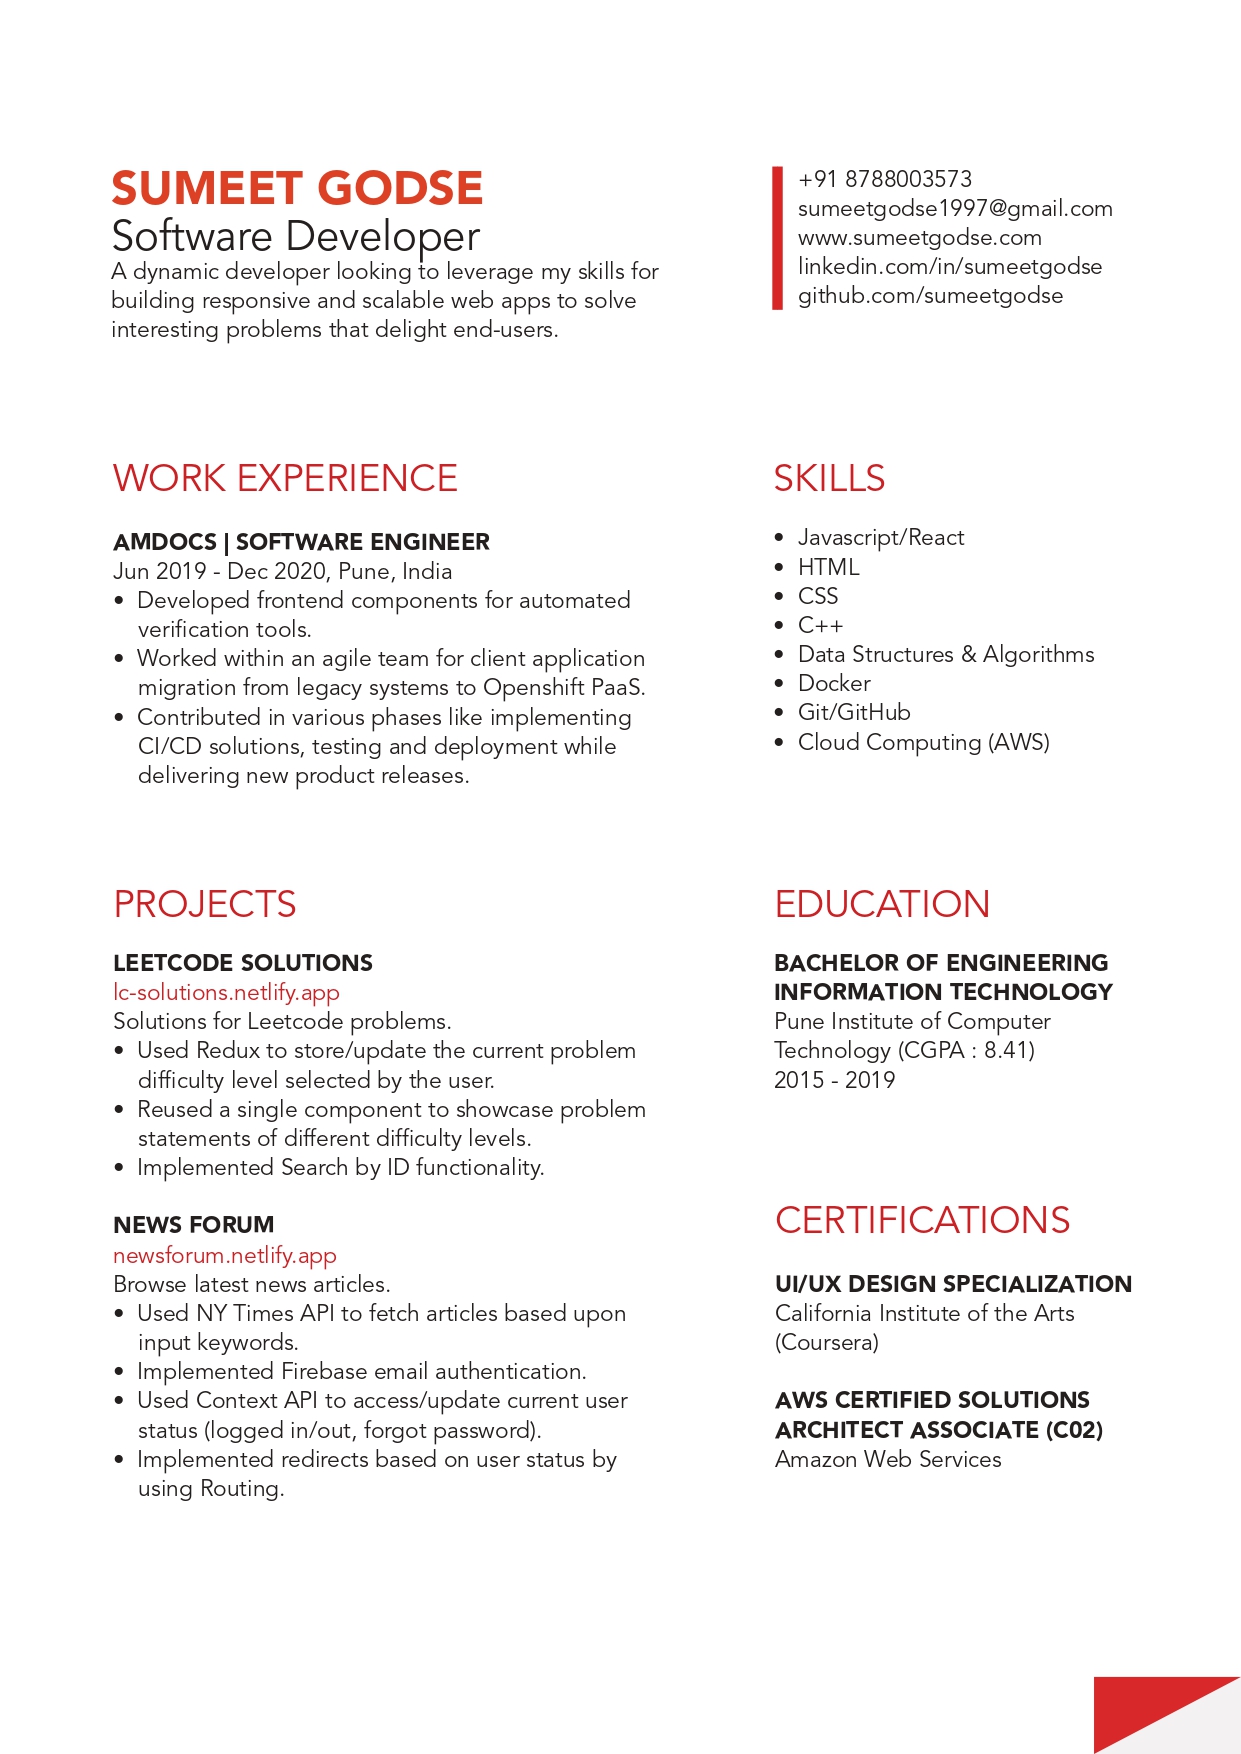 SUMEET GODSE
Software Developer
A dynamic developer looking to leverage my skills for
building responsive and scalable web apps to solve
interesting problems that delight end-users.
+91 8788003573
sumeetgodse1997@gmail.com
www.sumeetgodse.com
linkedin.com/in/sumeetgodse
github.com/sumeetgodse
WORK EXPERIENCE
AMDOCS | SOFTWARE ENGINEER
Jun 2019 - Dec 2020, Pune, India
• Developed frontend components for automated
verification tools.
• Worked within an agile team for client application
migration from legacy systems to Openshift PaaS.
• Contributed in various phases like implementing
CI/CD solutions, testing and deployment while
delivering new product releases.
SKILLS
• Javascript/React
• HTML
• CSS
• C++
• Data Structures & Algorithms
• Docker
• Git/GitHub
• Cloud Computing (AWS)
PROJECTS
LEETCODE SOLUTIONS
lc-solutions.netlify.app
Solutions for Leetcode problems.
• Used Redux to store/update the current problem
difficulty level selected by the user.
• Reused a single component to showcase problem
statements of different difficulty levels.
• Implemented Search by ID functionality.
NEWS FORUM
newsforum.netlify.app
Browse latest news articles.
• Used NY Times API to fetch articles based upon
input keywords.
• Implemented Firebase email authentication.
• Used Context API to access/update current user
status (logged in/out, forgot password).
• Implemented redirects based on user status by
using Routing.
EDUCATION
BACHELOR OF ENGINEERING
INFORMATION TECHNOLOGY
Pune Institute of Computer
Technology (CGPA : 8.41)
2015 - 2019
CERTIFICATIONS
UI/UX DESIGN SPECIALIZATION
California Institute of the Arts
(Coursera)
AWS CERTIFIED SOLUTIONS
ARCHITECT ASSOCIATE (C02)
Amazon Web Services